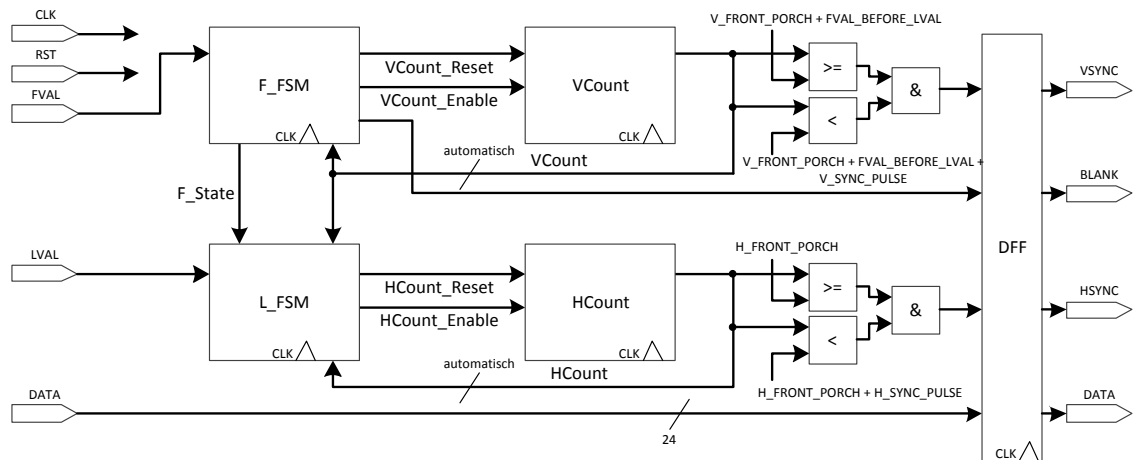 CLK
RST
FVAL
F_FSM
CLK
VCount_Reset
VCount_Enable
VCount
CLK
V_FRONT_PORCH + FVAL_BEFORE_LVAL
>=
<
&
VSYNC
automatisch
VCount
V_FRONT_PORCH + FVAL_BEFORE_LVAL +
V_SYNC_PULSE
BLANK
F_State
DFF
LVAL
L_FSM
CLK
HCount_Reset
HCount_Enable
HCount
CLK
H_FRONT_PORCH
>=
<
&
HSYNC
automatisch
HCount
H_FRONT_PORCH + H_SYNC_PULSE
DATA
24
DATA
CLK